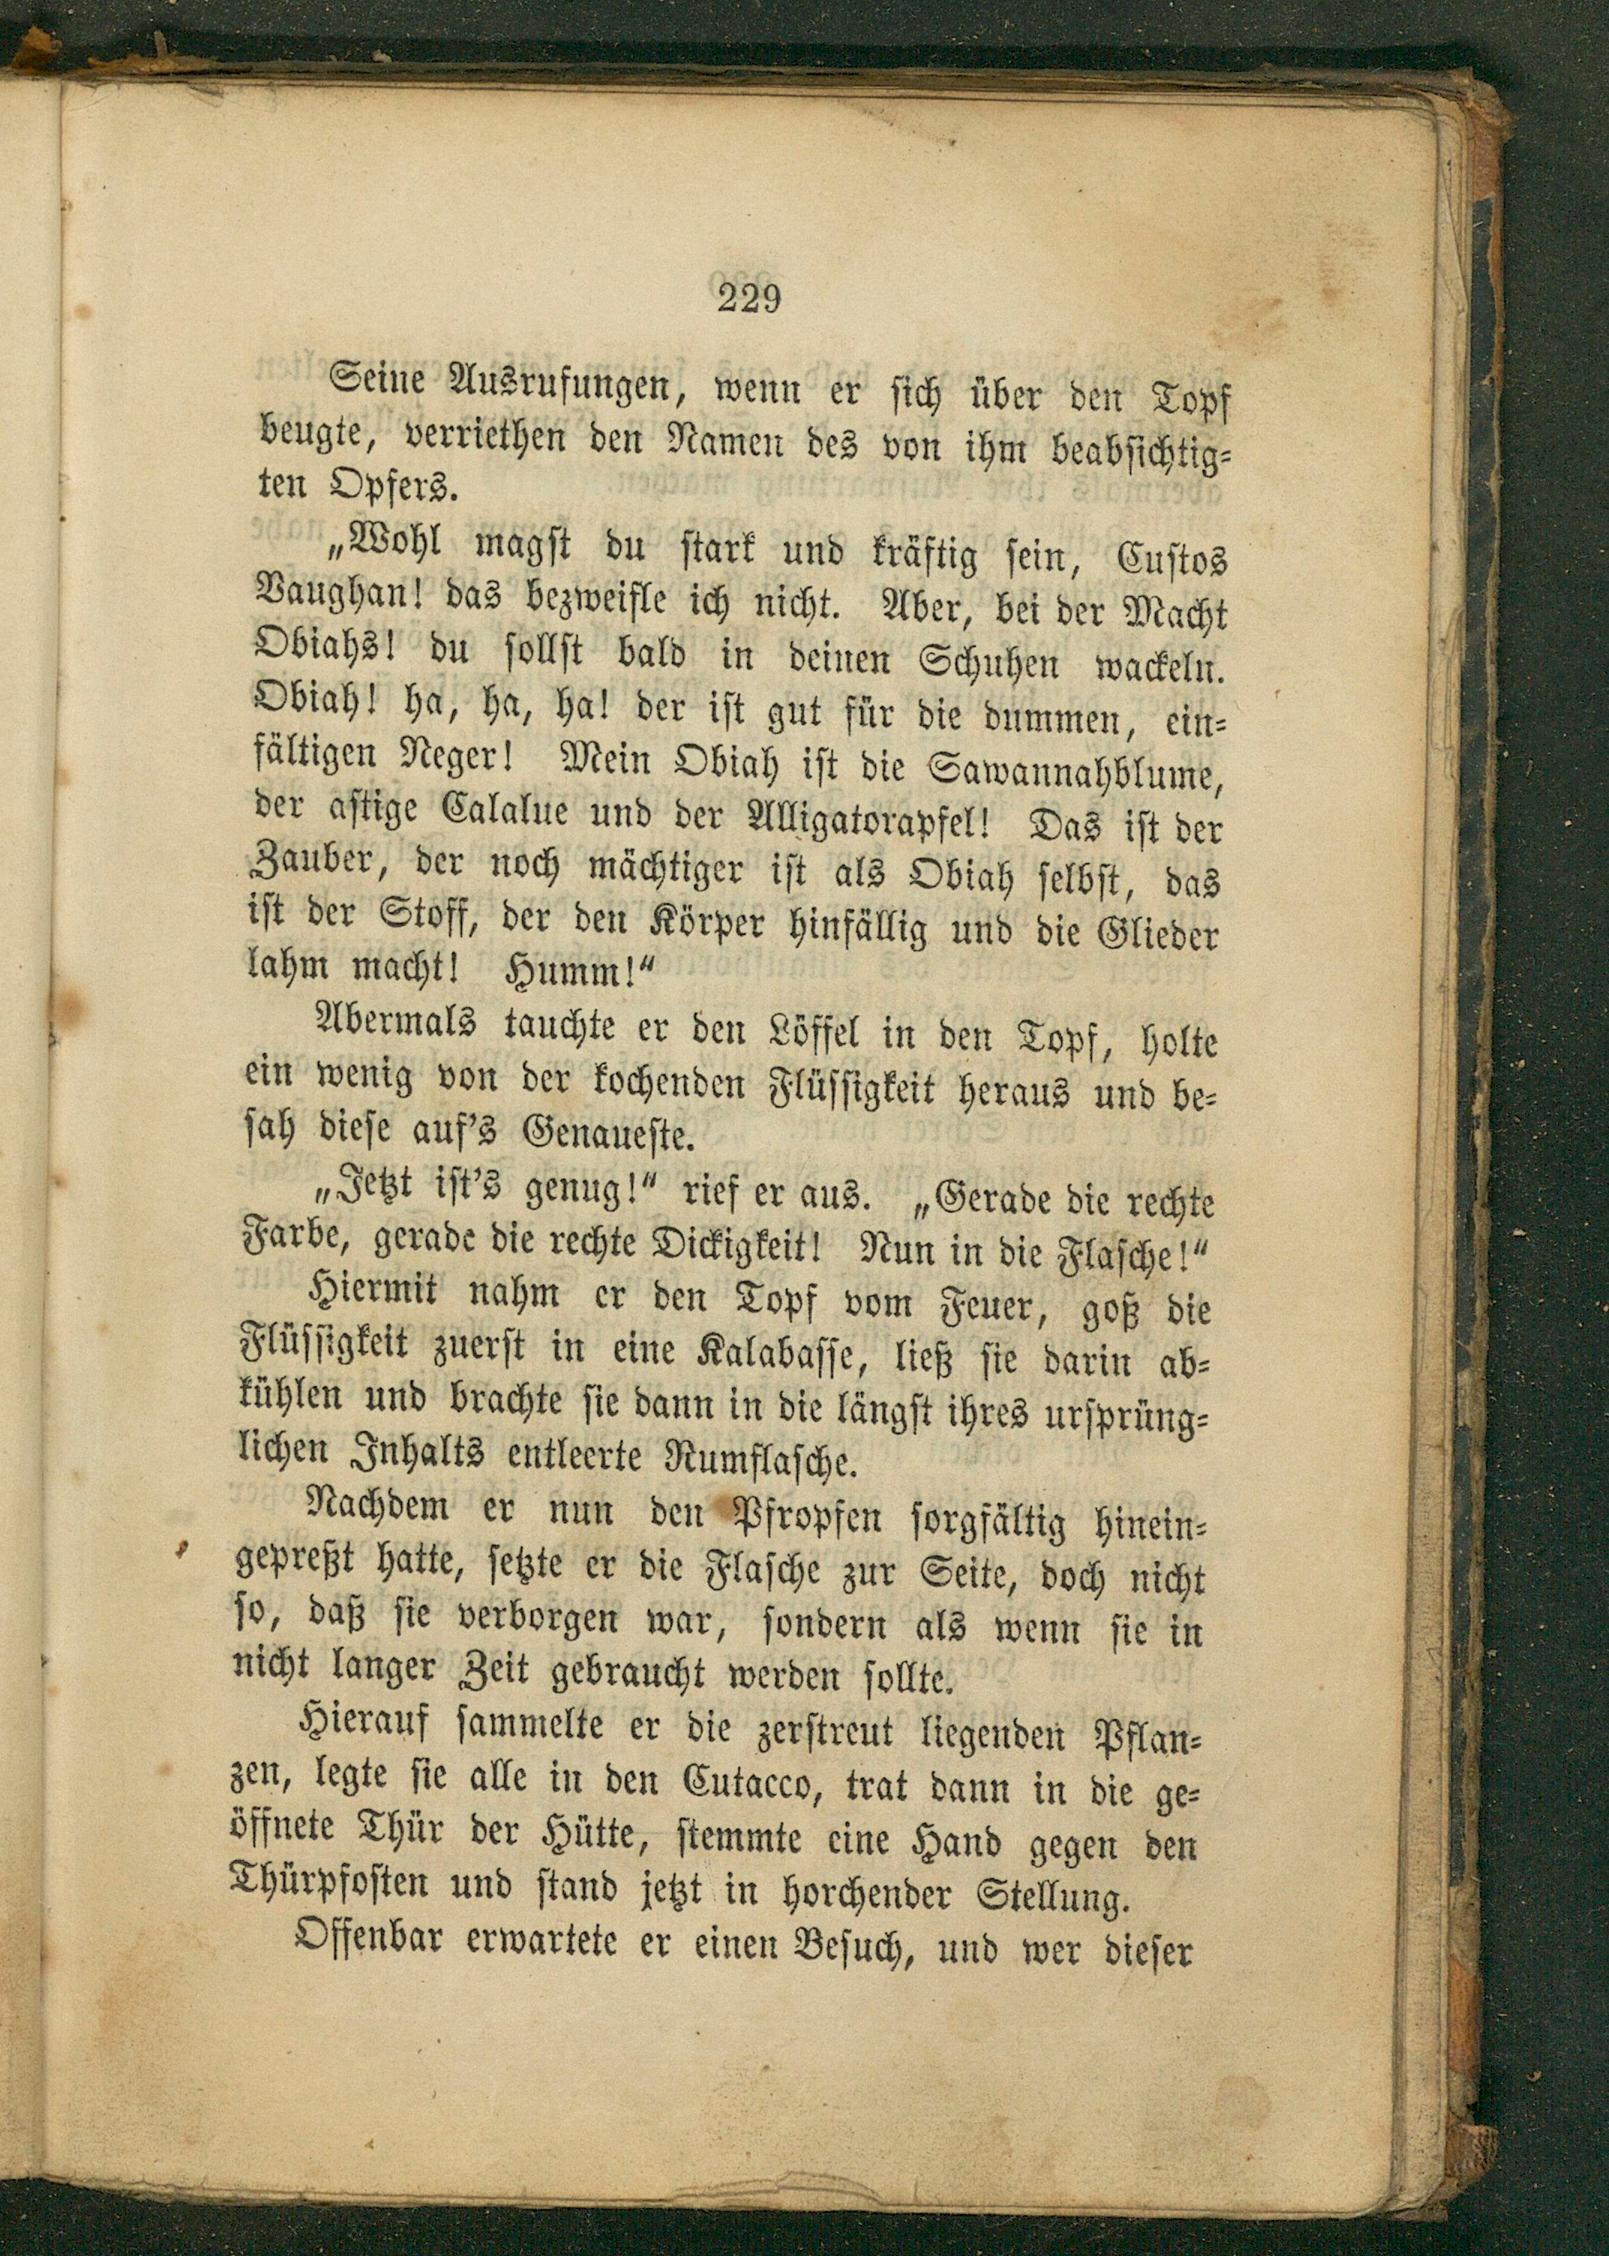 229
Seine Ausrufungen, wenn er sich über den Topf
beugte, verriethen den Namen des von ihm beabsichtig-
ten Opfers.
„Wohl magst du stark und kräftig sein, Custos
Vaughan! das bezweifle ich nicht. Aber, bei der Macht
Obiahs! du sollst bald in deinen Schuhen wackeln.
Obiah! ha, ha, ha! der ist gut für die dummen, ein-
fältigen Neger! Mein Obiah ist die Sawannahblume,
der astige Calalue und der Alligatorapfel! Das ist der
Zauber, der noch mächtiger ist als Obiah selbst, das
ist der Stoff, der den Körper hinfällig und die Glieder
lahm macht! Humm!“
Abermals tauchte er den Löffel in den Topf, holte
ein wenig von der kochenden Flüssigkeit heraus und be-
sah diese auf's Genaueste.
„Jetzt ist's genug!“ rief er aus. „Gerade die rechte
Farbe, gerade die rechte Dickigkeit! Nun in die Flasche!“
Hiermit nahm er den Topf vom Feuer, goß die
Flüssigkeit zuerst in eine Kalabasse, ließ sie darin ab-
kühlen und brachte sie dann in die längst ihres ursprüng-
lichen Inhalts entleerte Rumflasche.
Nachdem er nun den Pfropfen sorgfältig hinein-
gepreßt hatte, setzte er die Flasche zur Seite, doch nicht
so, daß sie verborgen war, sondern als wenn sie in
nicht langer Zeit gebraucht werden sollte.
Hierauf sammelte er die zerstreut liegenden Pflan-
zen, legte sie alle in den Cutacco, trat dann in die ge-
öffnete Thür der Hütte, stemmte eine Hand gegen den
Thürpfosten und stand jetzt in horchender Stellung.
Offenbar erwartete er einen Besuch, und wer dieser